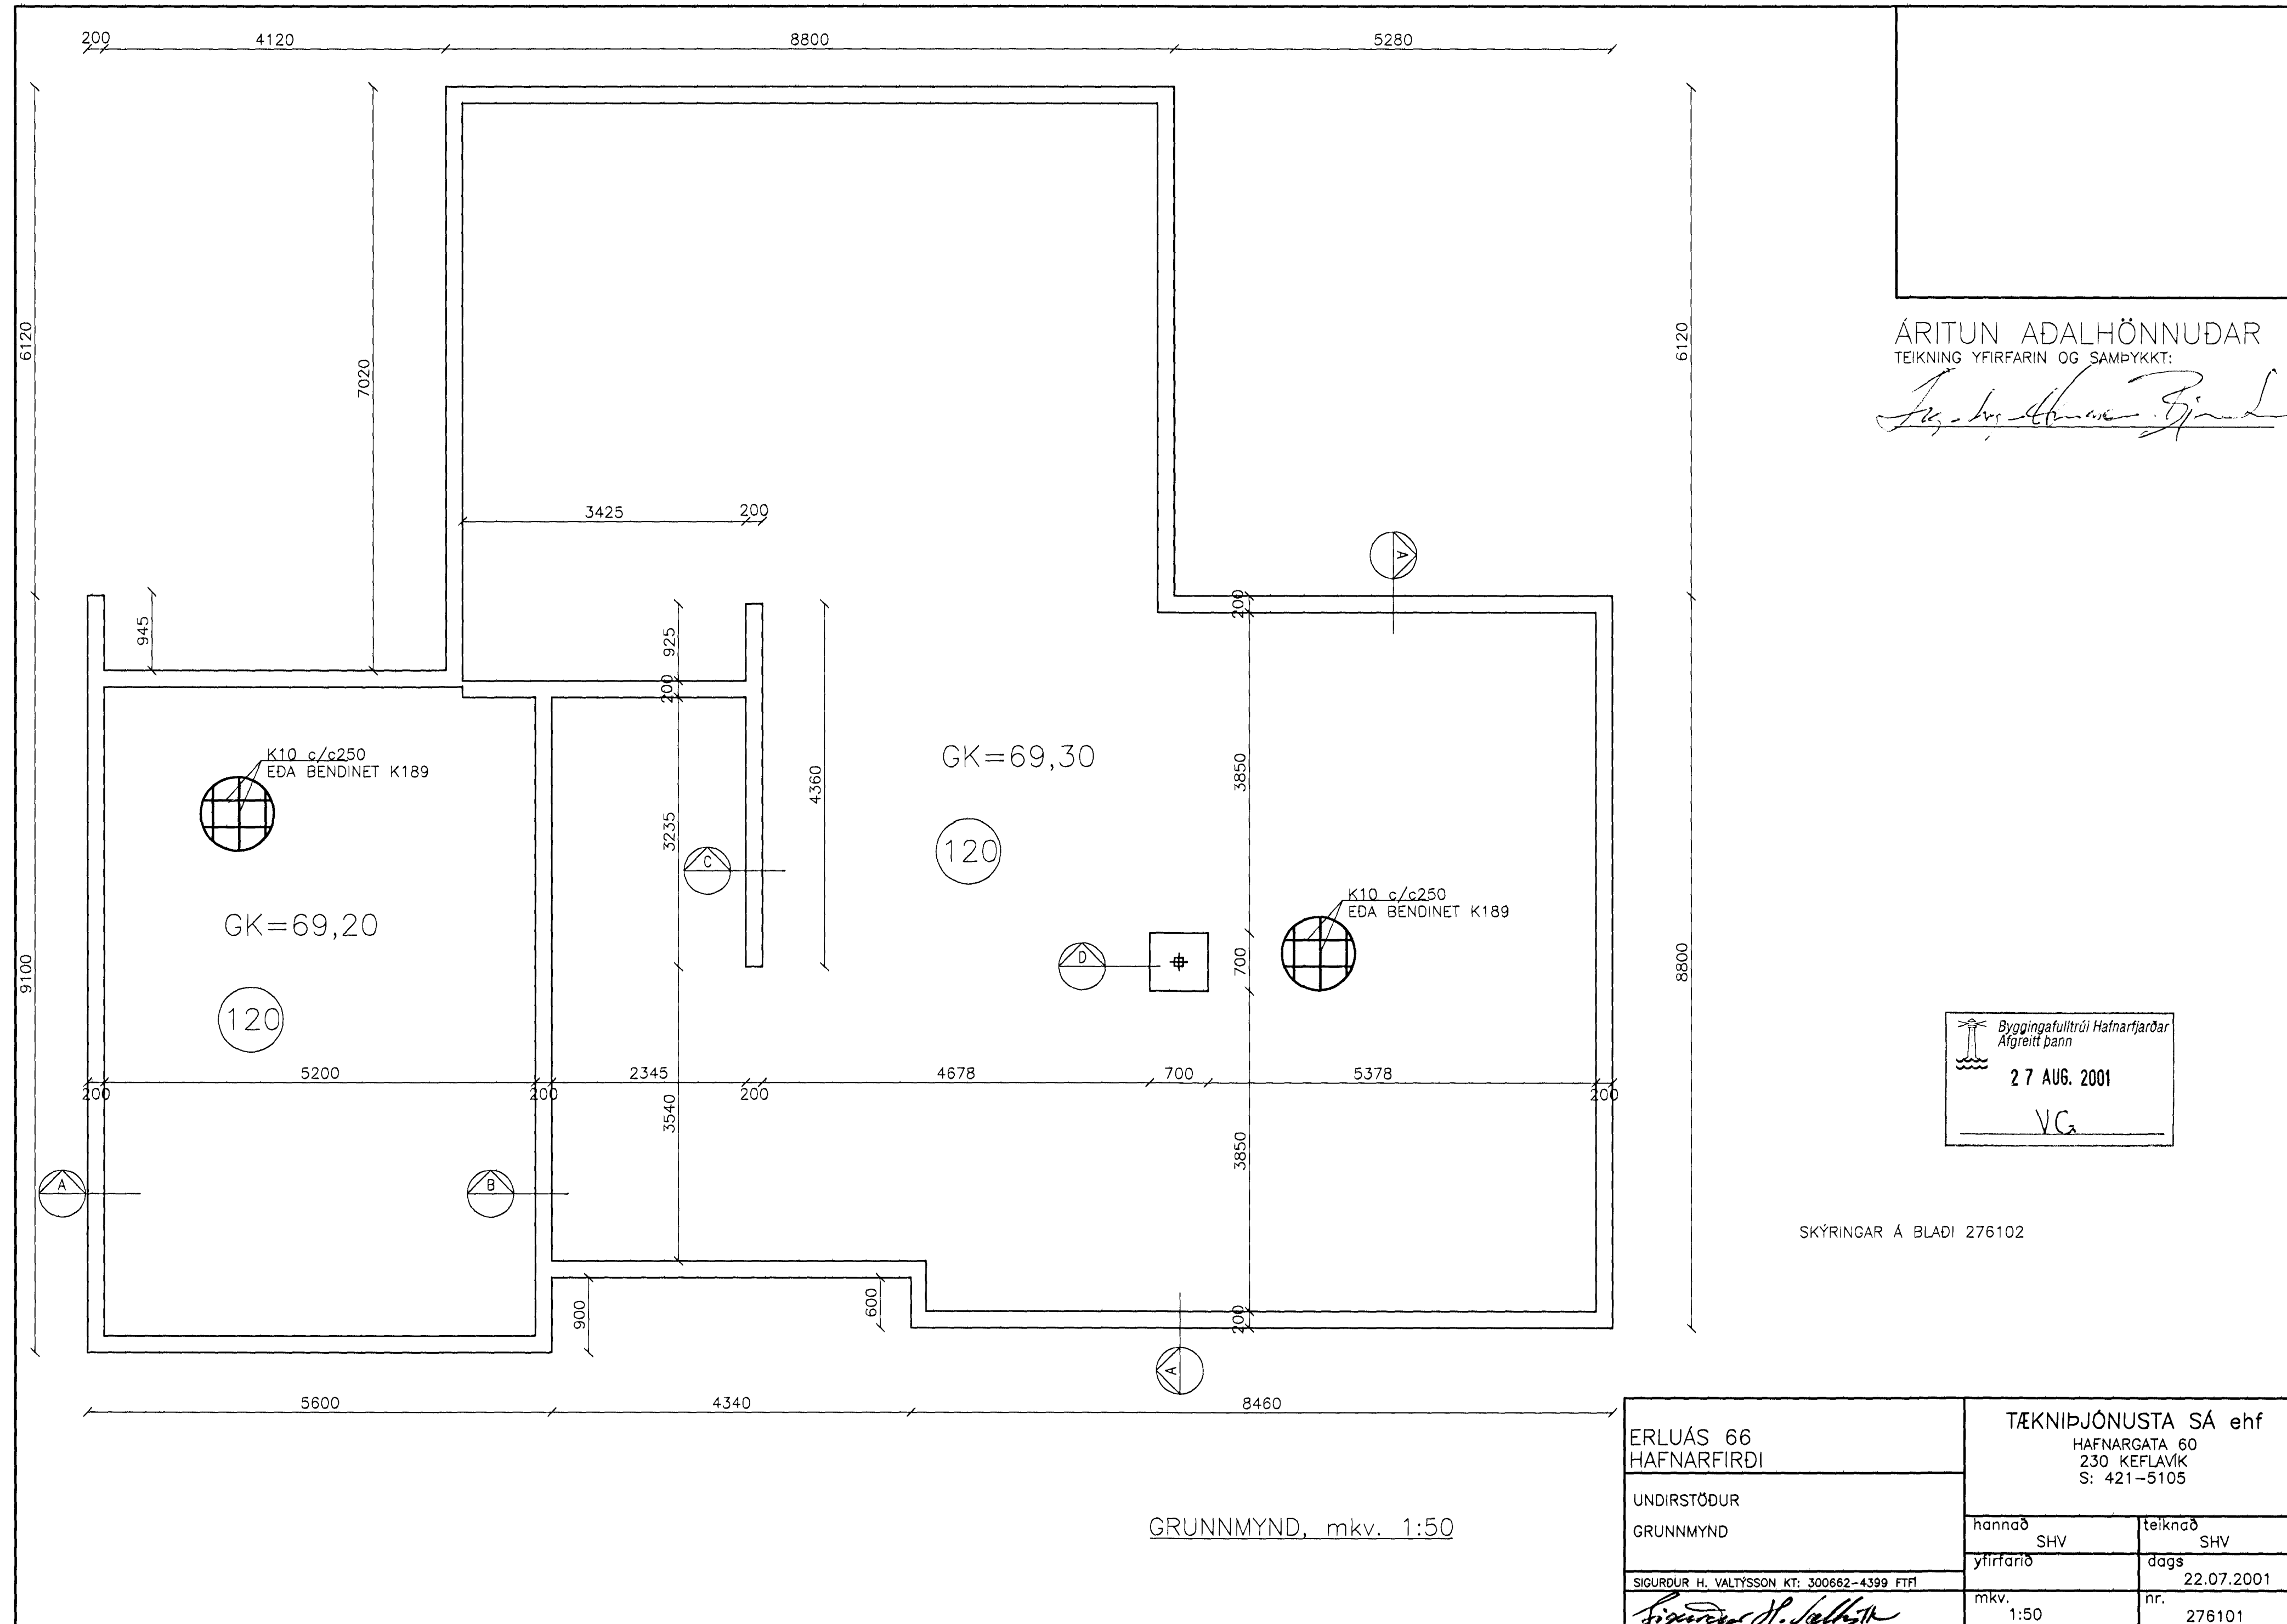 200
4120
8800
5280
6120
7020
6120
ÁRITUN AÐALHÖNNUÐAR
TEIKNING YFIRFARIN OG SAMÞYKKT:
3425
200
A
945
925
200
200
K10 c/c250
EÐA BENDINET K189
GK=69,30
3850
4360
3235
120
C
K10 c/c250
EÐA BENDINET K189
GK=69,20
D
700
9100
8800
120
Byggingafulltrúi Hafnarfjarðar
Afgreitt þann
27 AUG. 2001
VG
5200
2345
4678
700
5378
200
200
200
200
3540
3850
A
B
SKÝRINGAR Á BLAÐI 276102
900
600
200
A
5600
4340
8460
GRUNNMYND, mkv. 1:50
ERLUÁS 66
HAFNARFIRÐI
TÆKNIÞJÓNUSTA SÁ ehf
HAFNARGATA 60
230 KEFLAVÍK
S: 421-5105
UNDIRSTÖÐUR
GRUNNMYND
hannað
SHV
teiknað
SHV
yfirfarið
dags
22.07.2001
SIGURÐUR H. VALTÝSSON KT: 300662-4399 FTFÍ
mkv.
1:50
nr.
276101